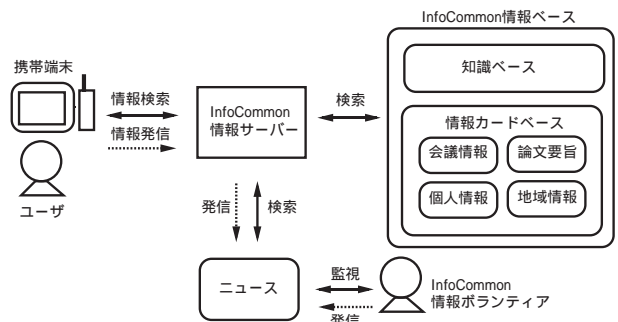 InfoCommon情報ベース
知識ベース
携帯端末
情報検索
情報発信
InfoCommon
情報サーバー
検索
情報カードベース
会議情報
論文要旨
個人情報
地域情報
ユーザ
発信
検索
ニュース
監視
発信
InfoCommon
情報ボランティア